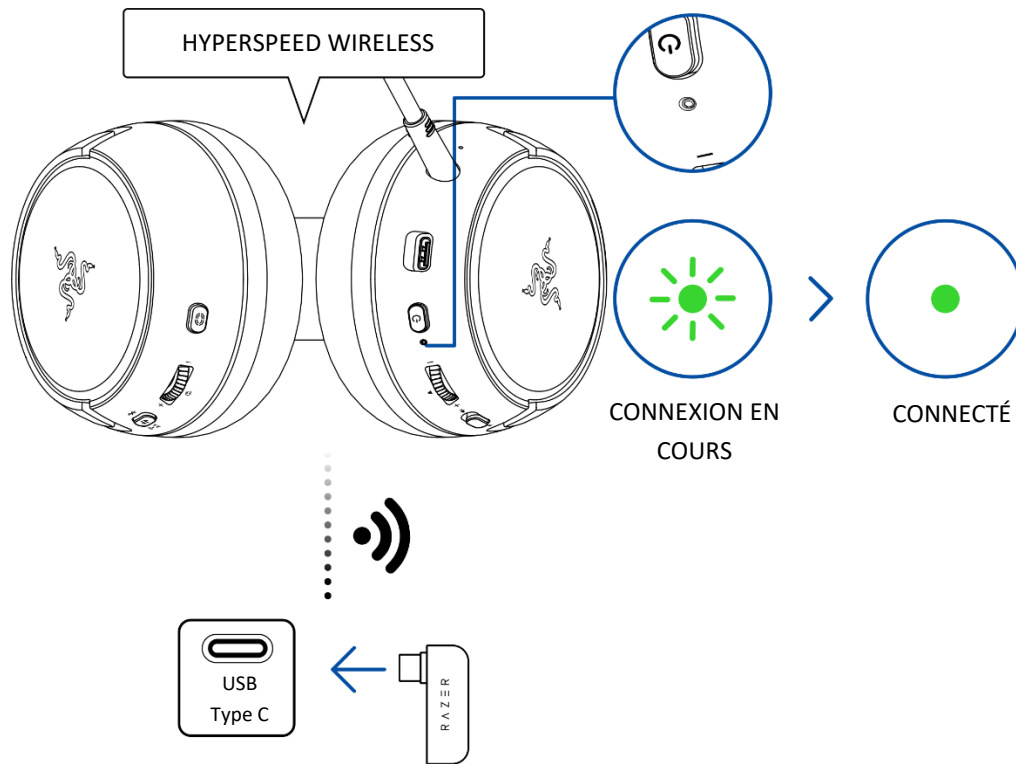 HYPERSPEED WIRELESS
CONNEXION EN
COURS
CONNECTÉ
USB
Type C
RAZER